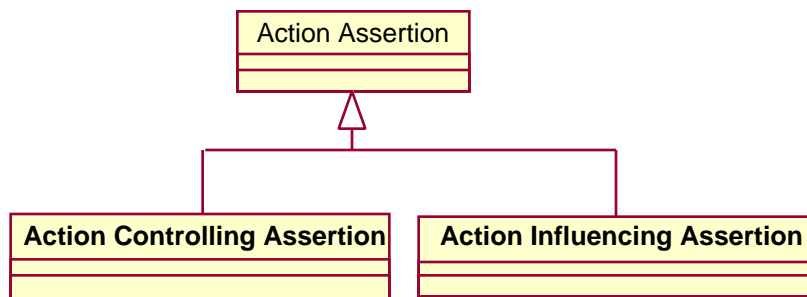 Action Assertion
Action Controlling Assertion
Action Influencing Assertion